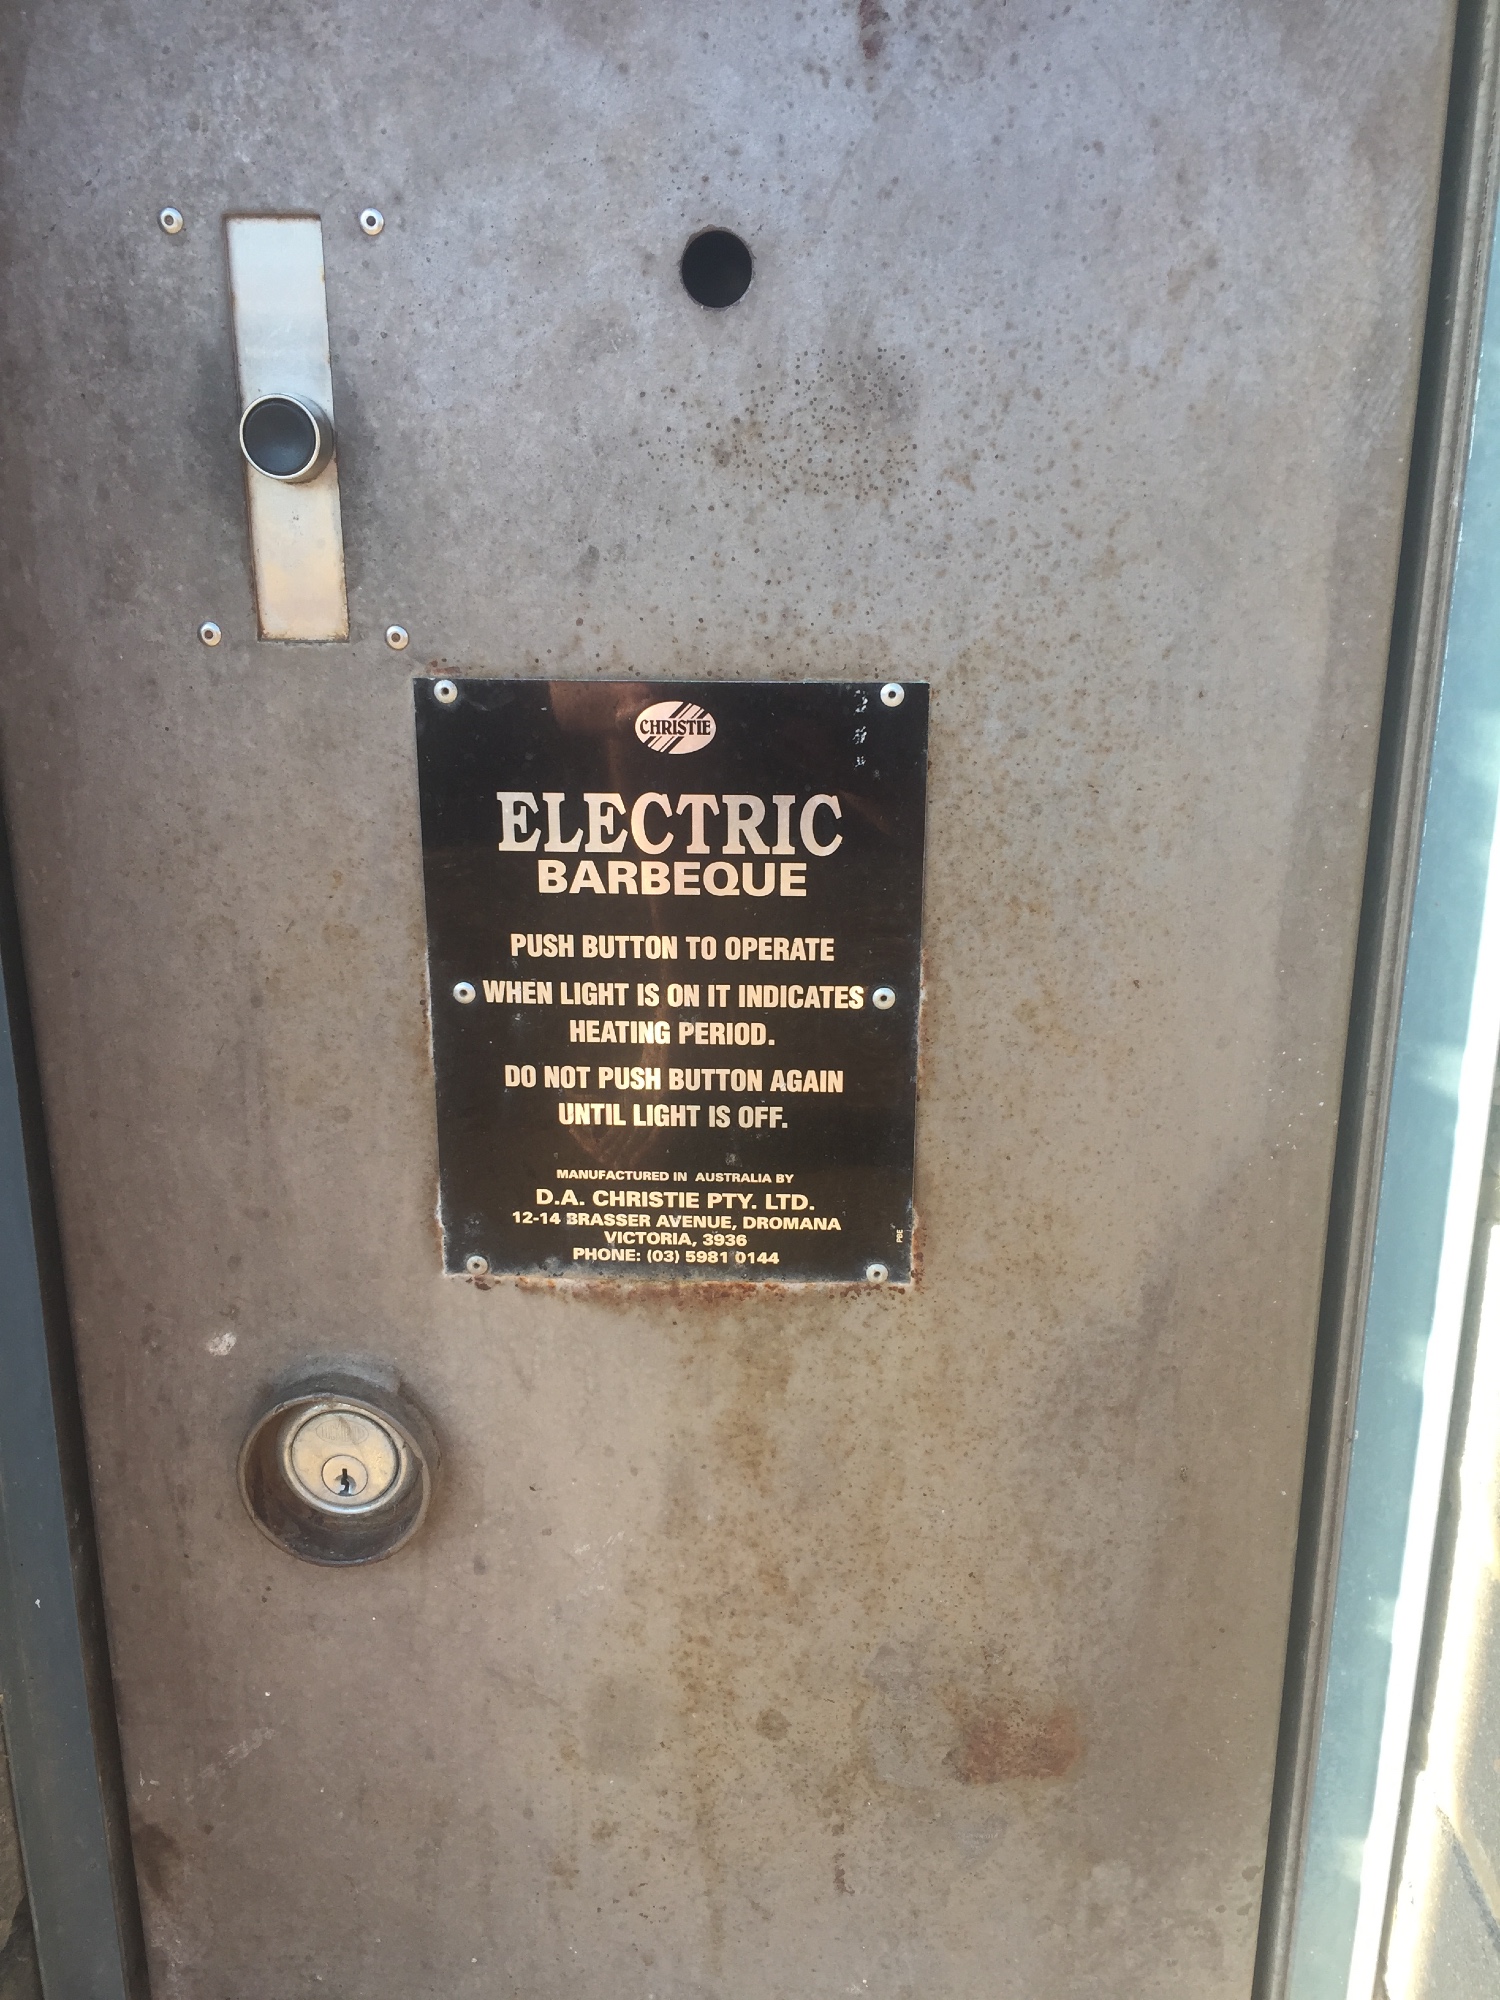 CHRISTIE
ELECTRIC
BARBEQUE
PUSH BUTTON TO OPERATE
WHEN LIGHT IS ON IT INDICATES
HEATING PERIOD.
DO NOT PUSH BUTTON AGAIN
UNTIL LIGHT IS OFF.
MANUFACTURED IN AUSTRALIA BY
D.A. CHRISTIE PTY. LTD.
12-14 BRASSER AVENUE, DROMANA
VICTORIA, 3936
PHONE: (03) 5981 0144
PBE